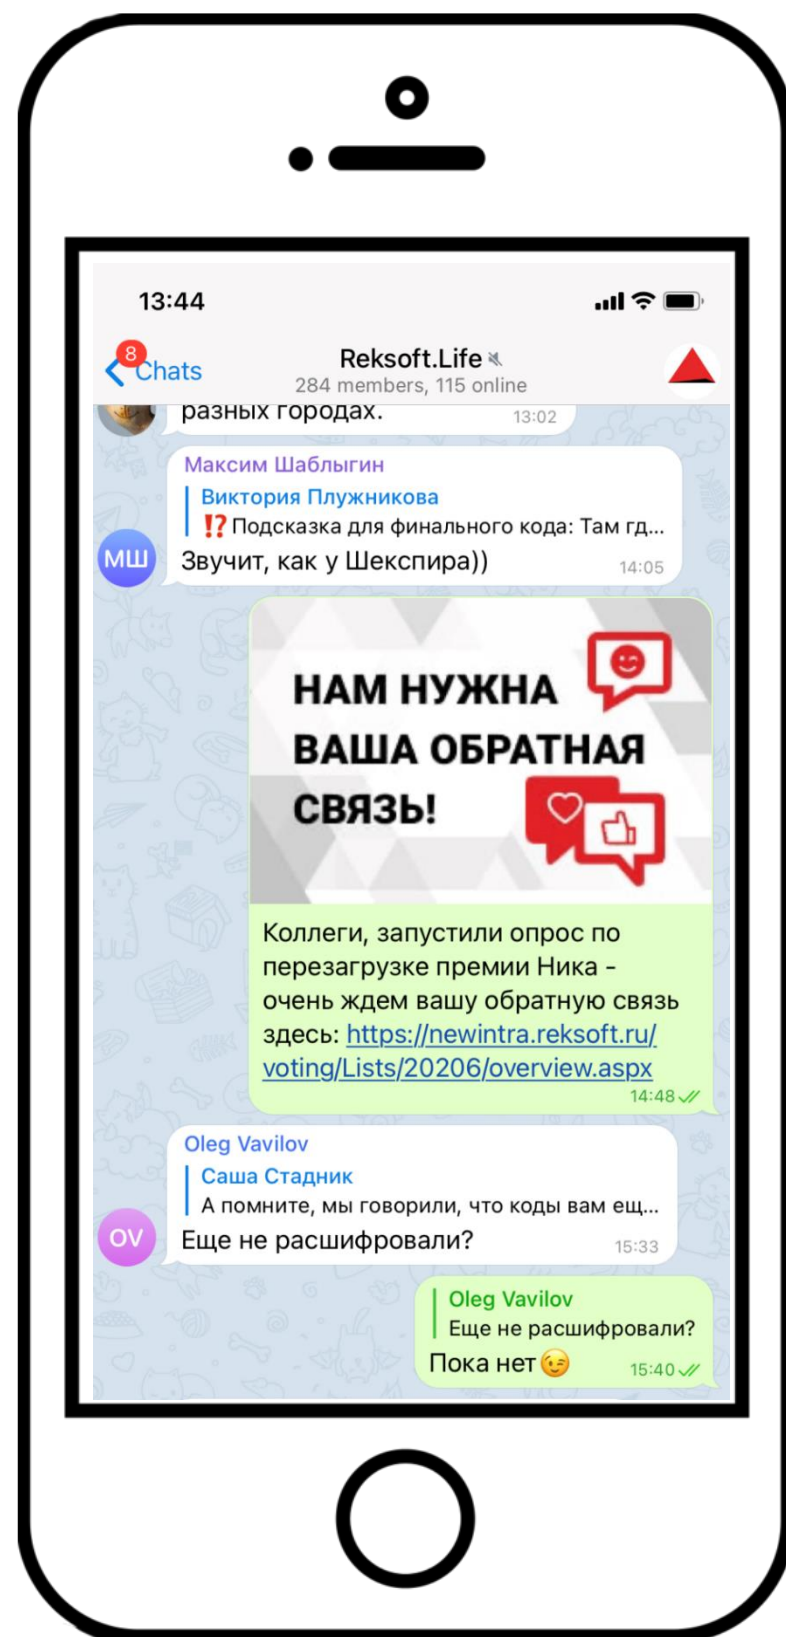 13:44
8
Chats
Reksoft.Life
284 members, 115 online
разных городах.
13:02
Максим Шаблыгин
Виктория Плужникова
⁉️Подсказка для финального кода: Там гд...
МШ
Звучит, как у Шекспира))
14:05
НАМ НУЖНА
ВАША ОБРАТНАЯ
СВЯЗЬ!
Коллеги, запустили опрос по
перезагрузке премии Ника -
очень ждем вашу обратную связь
здесь: https://newintra.reksoft.ru/
voting/Lists/20206/overview.aspx
14:48
Oleg Vavilov
Саша Стадник
А помните, мы говорили, что коды вам ещ...
OV
Еще не расшифровали?
15:33
Oleg Vavilov
Еще не расшифровали?
Пока нет😉
15:40